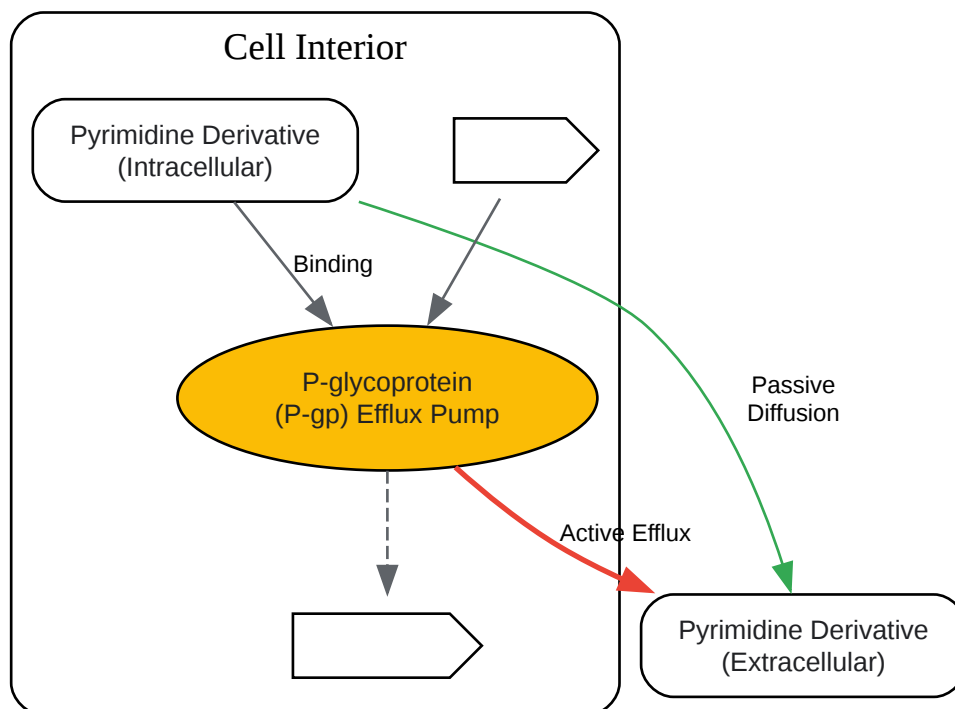 Cell Interior
Pyrimidine Derivative
(Intracellular)
Binding
P-glycoprotein
(P-gp) Efflux Pump
Passive
Diffusion
Active Efflux
Pyrimidine Derivative
(Extracellular)